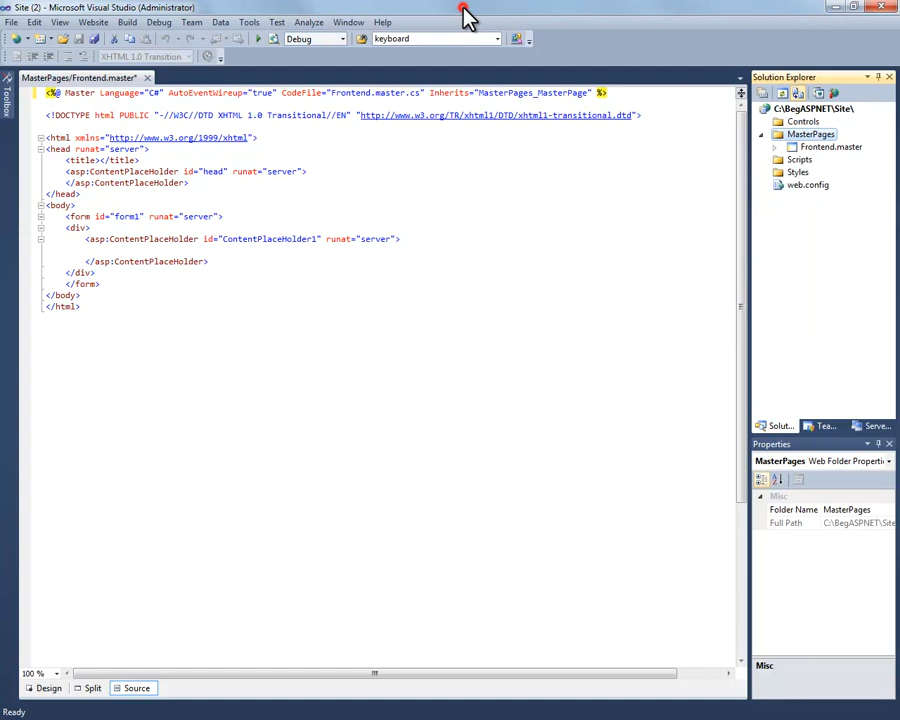 Site (2) - Microsoft Visual Studio (Administrator)
File Edit View Website Build Debug Team Data Tools Test Analyze Window Help
Debug keyboard
XHTML 1.0 Transition
MasterPages/Frontend.master*
Toolbox
<%@ Master Language="C#" AutoEventWireup="true" CodeFile="Frontend.master.cs" Inherits="MasterPages_MasterPage" %>
<!DOCTYPE html PUBLIC "-//W3C//DTD XHTML 1.0 Transitional//EN" "http://www.w3.org/TR/xhtml1/DTD/xhtml1-transitional.dtd
<html xmlns="http://www.w3.org/1999/xhtml">
<head runat="server">
<title></title>
<asp:ContentPlaceHolder id="head" runat="server">
</asp:ContentPlaceHolder>
</head>
<body>
<form id="form1" runat="server">
<div>
<asp:ContentPlaceHolder id="ContentPlaceHolder1" runat="server">
</asp:ContentPlaceHolder>
</div>
</form>
</body>
</html>
100 %
Design Split Source
Ready
Solution Explorer
C:\BegASPNET\Site\
Controls
MasterPages
Frontend.master
Scripts
Styles
web.config
Solut... Tea... Serve...
Properties
MasterPages Web Folder Properti
Misc
Folder Name MasterPages
Full Path C:\BegASPNET\Site
Misc